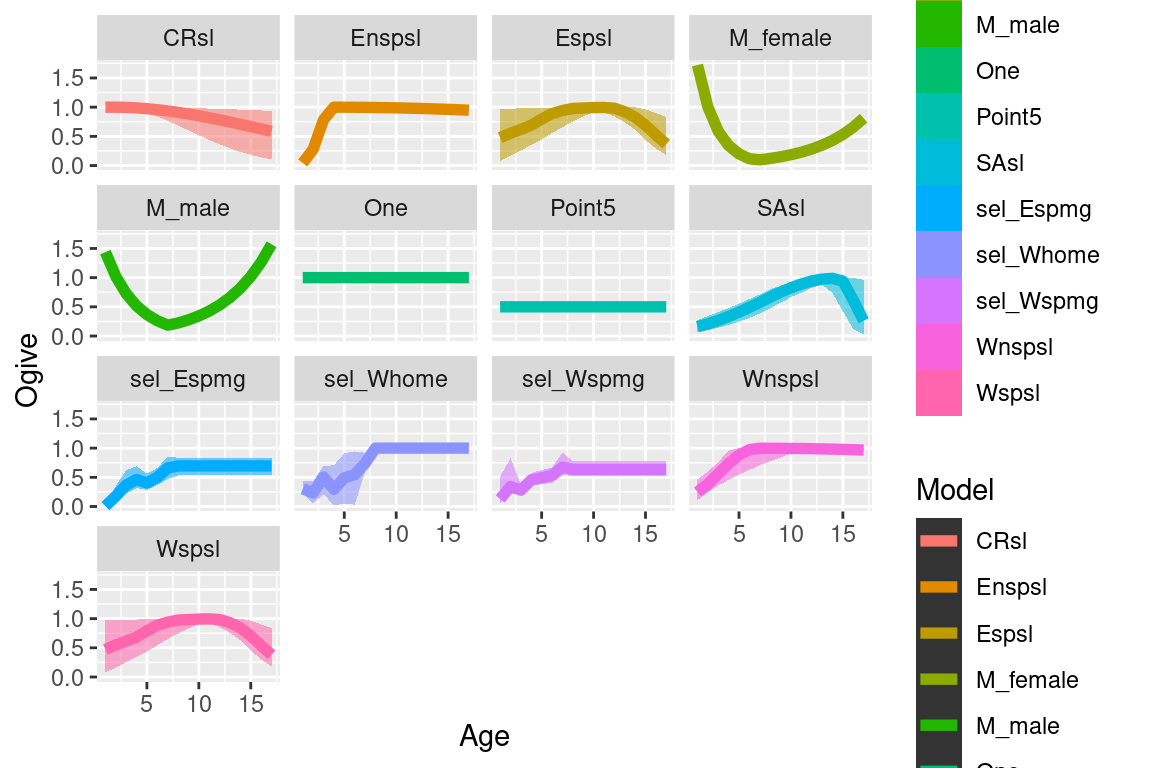 CRsl Enspsl Espsl M_female
1.5
1.0
0.5
0.0
M_male One Point5 SAsl
1.5
1.0
0.5
0.0
sel_Espmg sel_Whome sel_Wspmg Wnspsl
1.5
1.0
0.5
0.0
5 10 15 5 10 15 5 10 15
Wspsl
1.5
1.0
0.5
0.0
5 10 15
Ogive
Age
M_male
One
Point5
SAsl
sel_Espmg
sel_Whome
sel_Wspmg
Wnspsl
Wspsl
Model
CRsl
Enspsl
Espsl
M_female
M_male